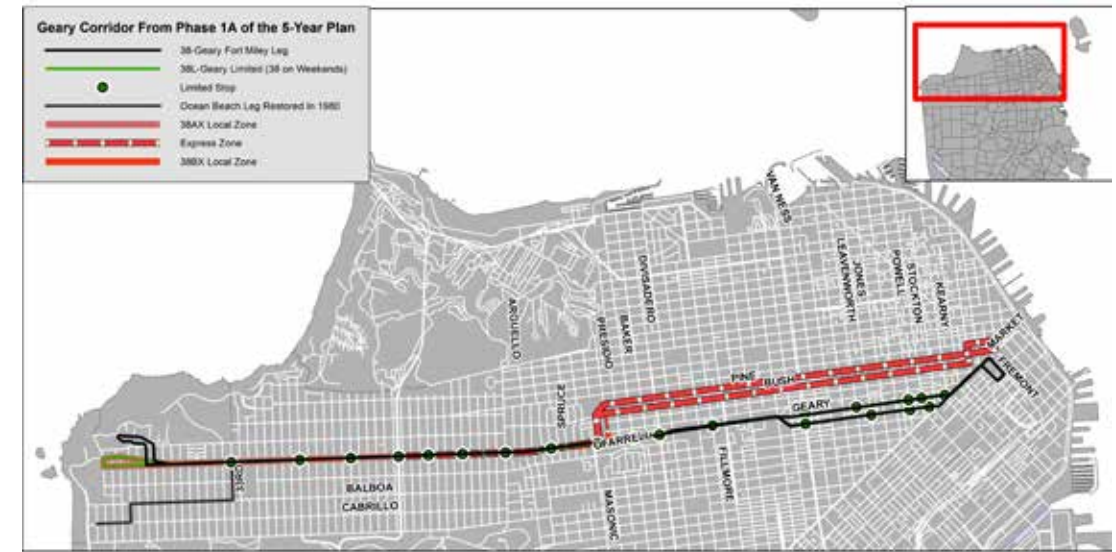 Geary Corridor From Phase 1A of the 5-Year Plan
38-Geary Fort Miley Leg
38L-Geary Limited (38 on Weekends)
Limited Stop
Ocean Beach Leg Restored In 1980
38AX Local Zone
Express Zone
38BX Local Zone
VAN NESS
DIVISADERO
LEAVENWORTH
JONES
POWELL
STOCKTON
KEARNY
ARGUELLO
PRESIDIO
BAKER
MARKET
FREMONT
PINE
BUSH
SPRUCE
GEARY
OFARRELL
33RD
FILLMORE
BALBOA
CABRILLO
MASONIC